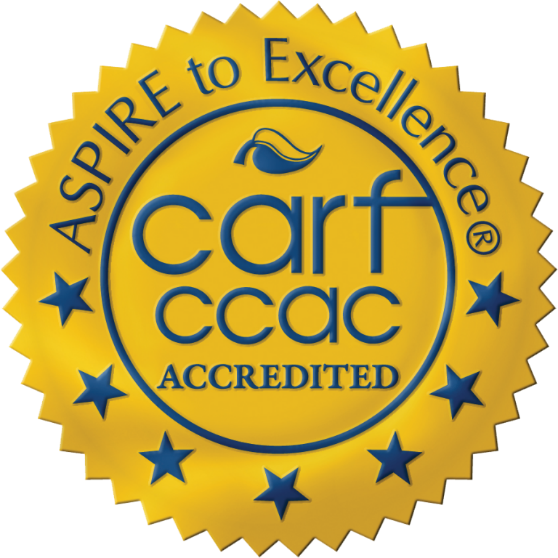 ASPIRE to Excellence®
carf
ccac
ACCREDITED